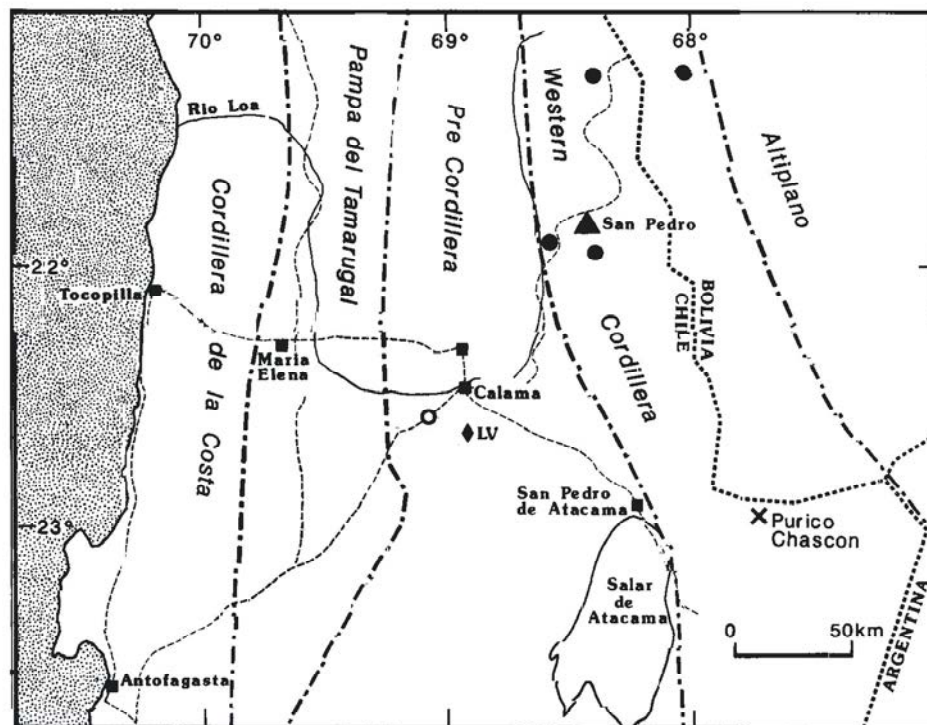 70°
69°
68°
Rio Loa
Pampa del Tamarugal
Pre Cordillera
Western
Cordillera
Altiplano
Cordillera de la Costa
San Pedro
22°
Tocopilla
BOLIVIA
CHILE
Maria
Elena
Calama
LV
San Pedro
de Atacama
23°
Purico
Chascon
Salar
de
Atacama
0 50km
ARGENTINA
Antofagasta